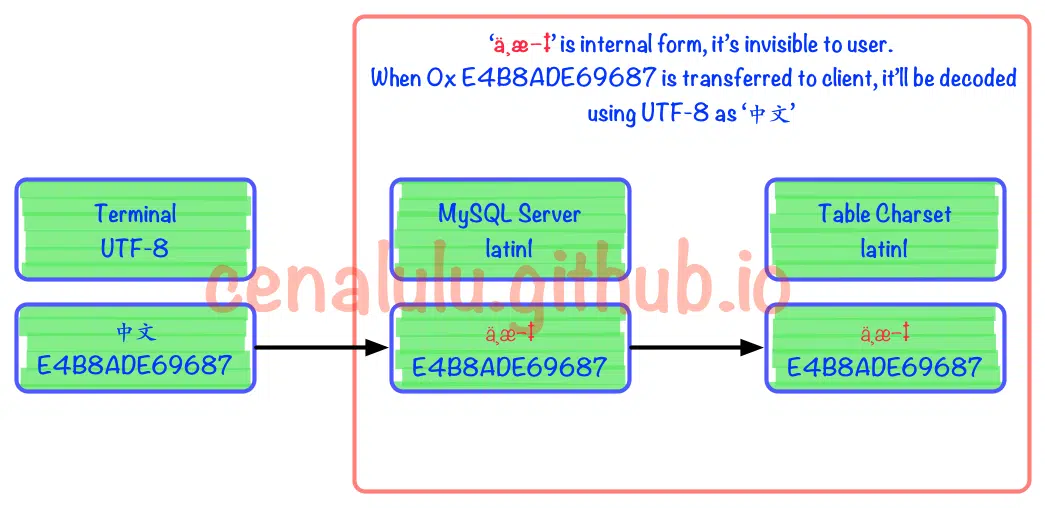 ‘ä¸­æ–‡’ is internal form, it’s invisible to user.
When 0x E4B8ADE69687 is transferred to client, it’ll be decoded
using UTF-8 as ‘中文’
Terminal
UTF-8
MySQL Server
latin1
Table Charset
latin1
cenalulu.github.io
中文
E4B8ADE69687
ä¸­æ–‡
E4B8ADE69687
ä¸­æ–‡
E4B8ADE69687